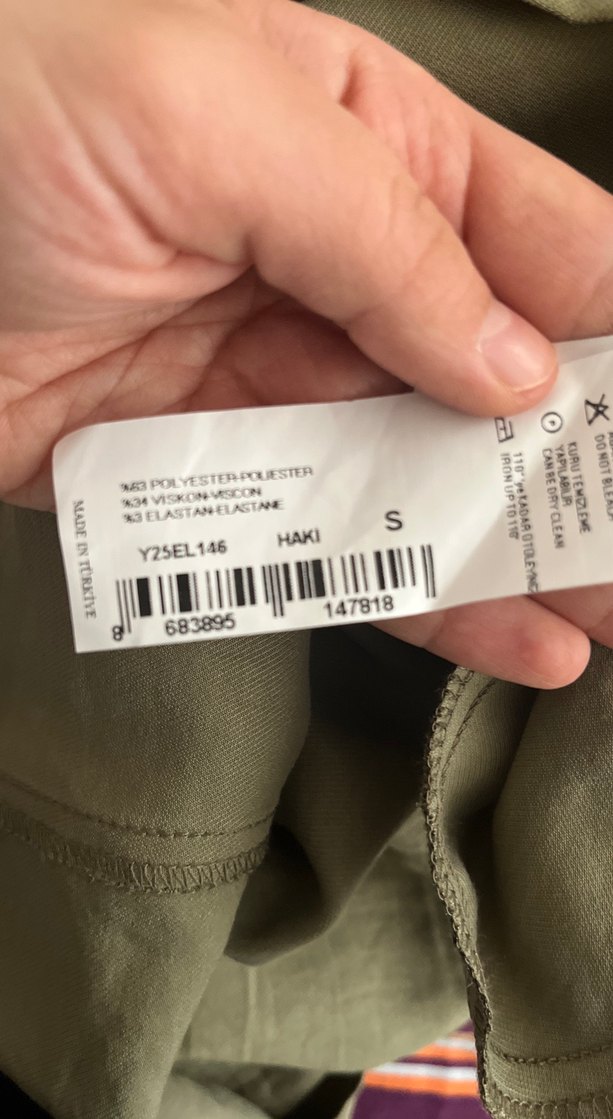 %63 POLYESTER-POLIESTER
%34 VİSKON-VISCON
%3 ELASTAN-ELASTANE
Y25EL146 HAKİ S
8 683895 147818
MADE IN TÜRKİYE
DO NOT BLEACH
KURU TEMİZLEME
YAPILABİLİR
CAN BE DRY CLEAN
IRON UP TO 110°